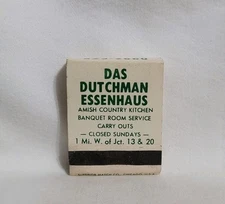 DAS
DUTCHMAN
ESSENHAUS
AMISH COUNTRY KITCHEN
BANQUET ROOM SERVICE
CARRY OUTS
— CLOSED SUNDAYS —
1 Mi. W. of Jct. 13 & 20